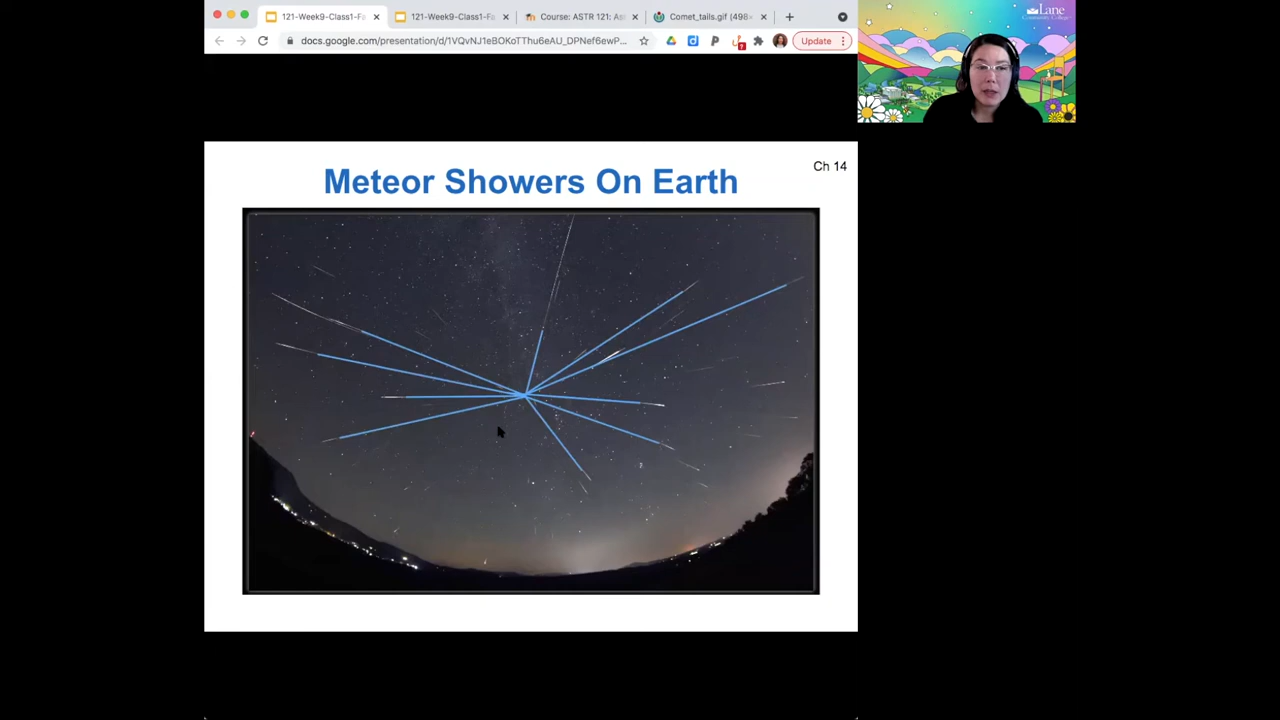 121-Week9-Class1-Fa
121-Week9-Class1-Fa
Course: ASTR 121: As
Comet_tails.gif (498×
docs.google.com/presentation/d/1VQvNJ1eBOKoTThu6eAU_DPNef6ewP...
Update
Lane
Community College
Ch 14
Meteor Showers On Earth